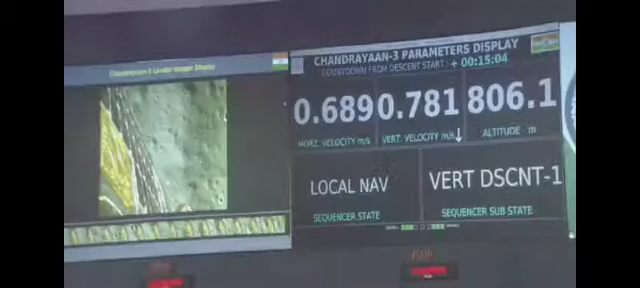 Chandrayaan-3 Lander Imager Display
CHANDRAYAAN-3 PARAMETERS DISPLAY
COUNTDOWN FROM DESCENT START: + 00:15:04
0.689 0.781 806.1
HORZ. VELOCITY m/s VERT. VELOCITY m/s ↓ ALTITUDE m
LOCAL NAV VERT DSCNT-1
SEQUENCER STATE SEQUENCER SUB STATE